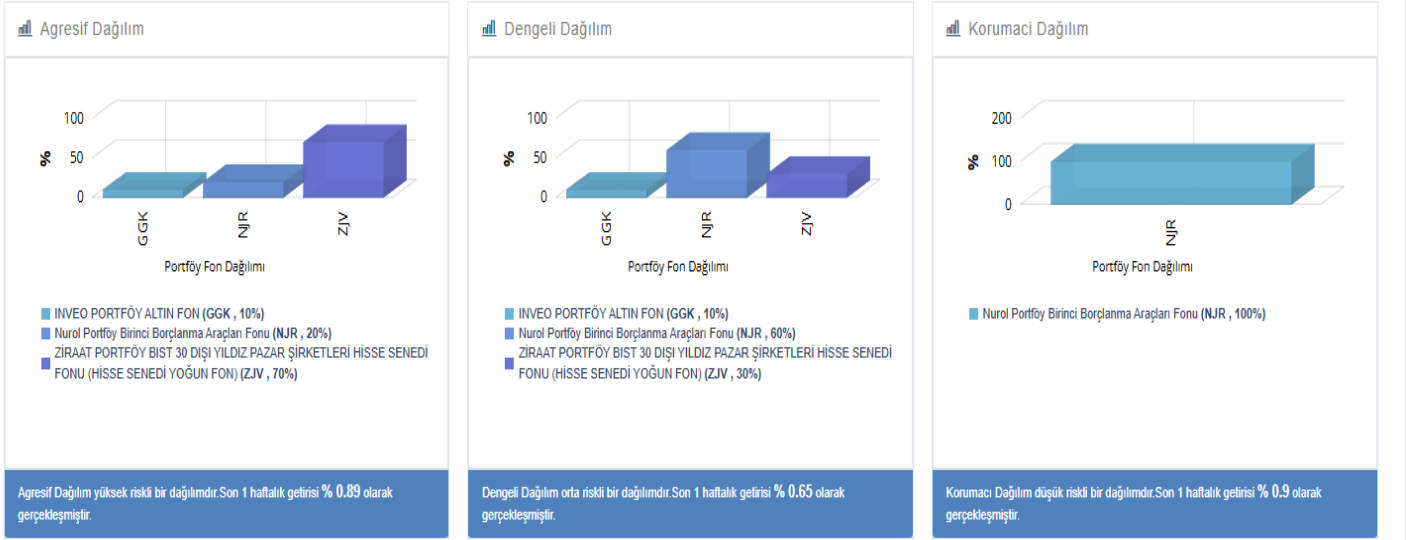 Agresif Dağılım
100
50
0
%
GGK
NJR
ZJV
Portföy Fon Dağılımı
INVEO PORTFÖY ALTIN FON (GGK , 10%)
Nurol Portföy Birinci Borçlanma Araçları Fonu (NJR , 20%)
ZİRAAT PORTFÖY BIST 30 DIŞI YILDIZ PAZAR ŞİRKETLERİ HİSSE SENEDİ
FONU (HİSSE SENEDİ YOĞUN FON) (ZJV , 70%)
Agresif Dağılım yüksek riskli bir dağılımdır.Son 1 haftalık getirisi % 0.89 olarak
gerçekleşmiştir.
Dengeli Dağılım
100
50
0
%
GGK
NJR
ZJV
Portföy Fon Dağılımı
INVEO PORTFÖY ALTIN FON (GGK , 10%)
Nurol Portföy Birinci Borçlanma Araçları Fonu (NJR , 60%)
ZİRAAT PORTFÖY BIST 30 DIŞI YILDIZ PAZAR ŞİRKETLERİ HİSSE SENEDİ
FONU (HİSSE SENEDİ YOĞUN FON) (ZJV , 30%)
Dengeli Dağılım orta riskli bir dağılımdır.Son 1 haftalık getirisi % 0.65 olarak
gerçekleşmiştir.
Korumaci Dağılım
200
100
0
%
NJR
Portföy Fon Dağılımı
Nurol Portföy Birinci Borçlanma Araçları Fonu (NJR , 100%)
Korumacı Dağılım düşük riskli bir dağılımdır.Son 1 haftalık getirisi % 0.9 olarak
gerçekleşmiştir.